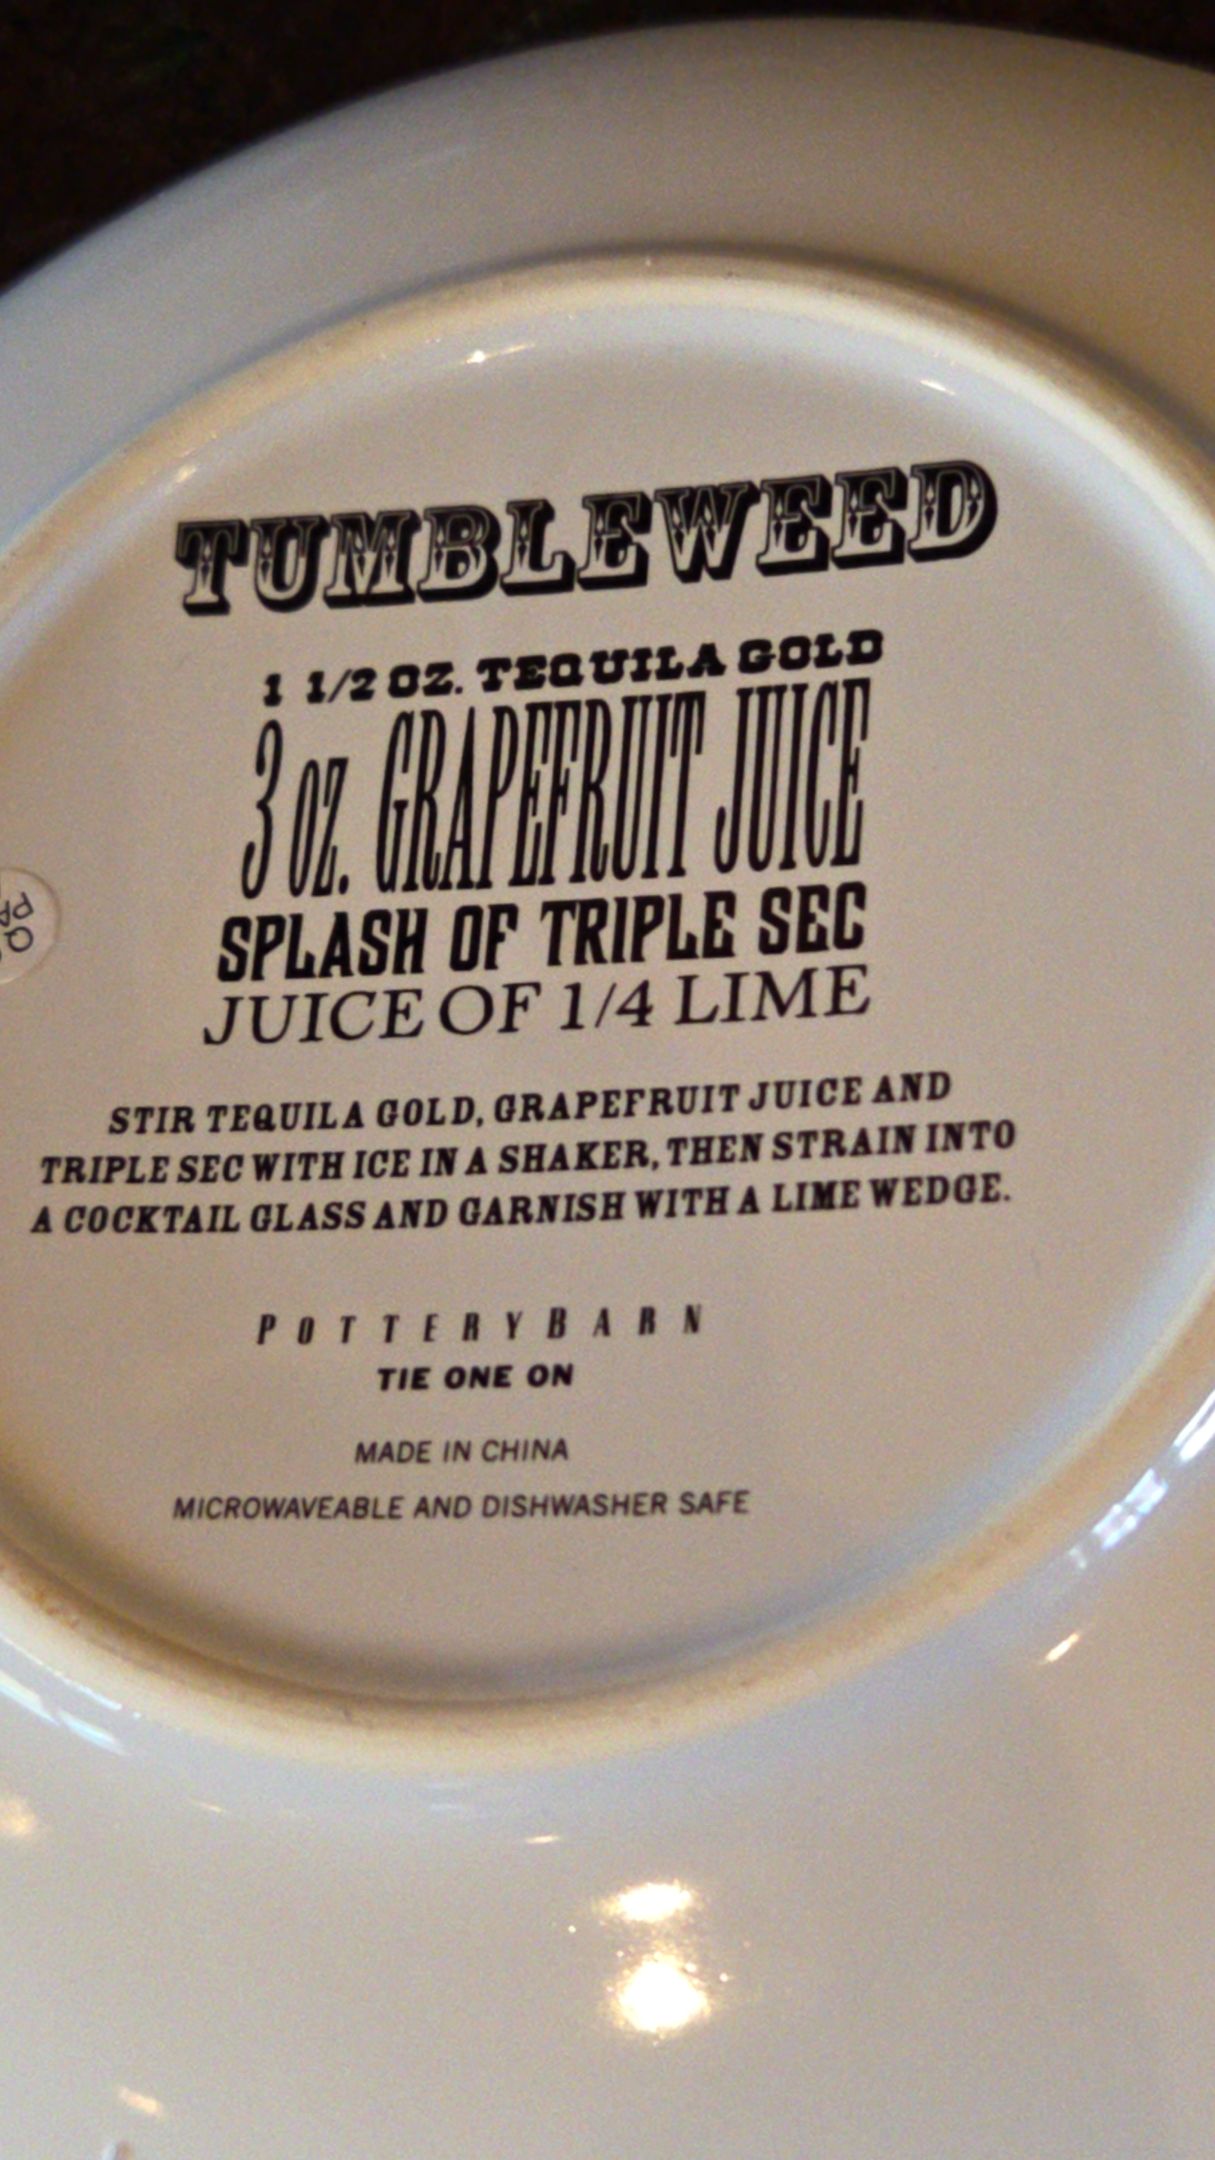 TUMBLEWEED
1 1/2 OZ. TEQUILA GOLD
3 OZ. GRAPEFRUIT JUICE
SPLASH OF TRIPLE SEC
JUICE OF 1/4 LIME
STIR TEQUILA GOLD, GRAPEFRUIT JUICE AND
TRIPLE SEC WITH ICE IN A SHAKER, THEN STRAIN INTO
A COCKTAIL GLASS AND GARNISH WITH A LIME WEDGE.
POTTERYBARN
TIE ONE ON
MADE IN CHINA
MICROWAVEABLE AND DISHWASHER SAFE